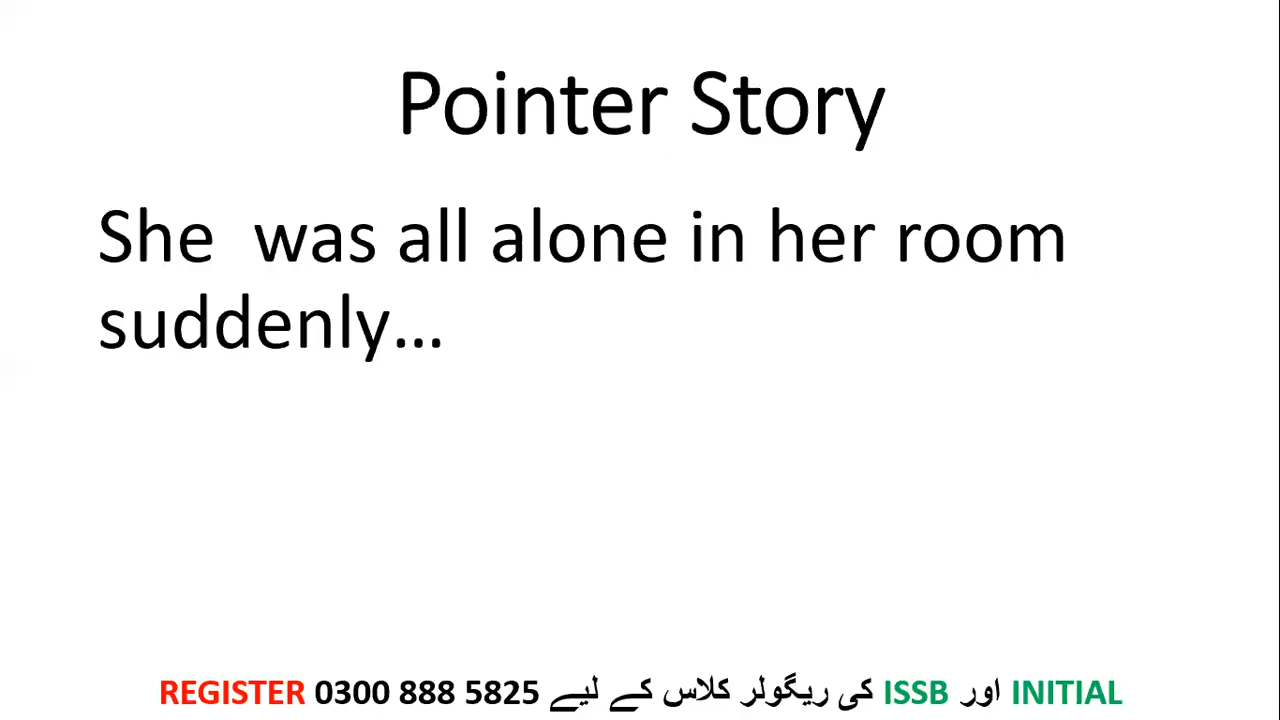 Pointer Story
She  was all alone in her room
suddenly...
INITIAL اور ISSB کی ریگولر کلاس کے لیے 0300 888 5825 REGISTER